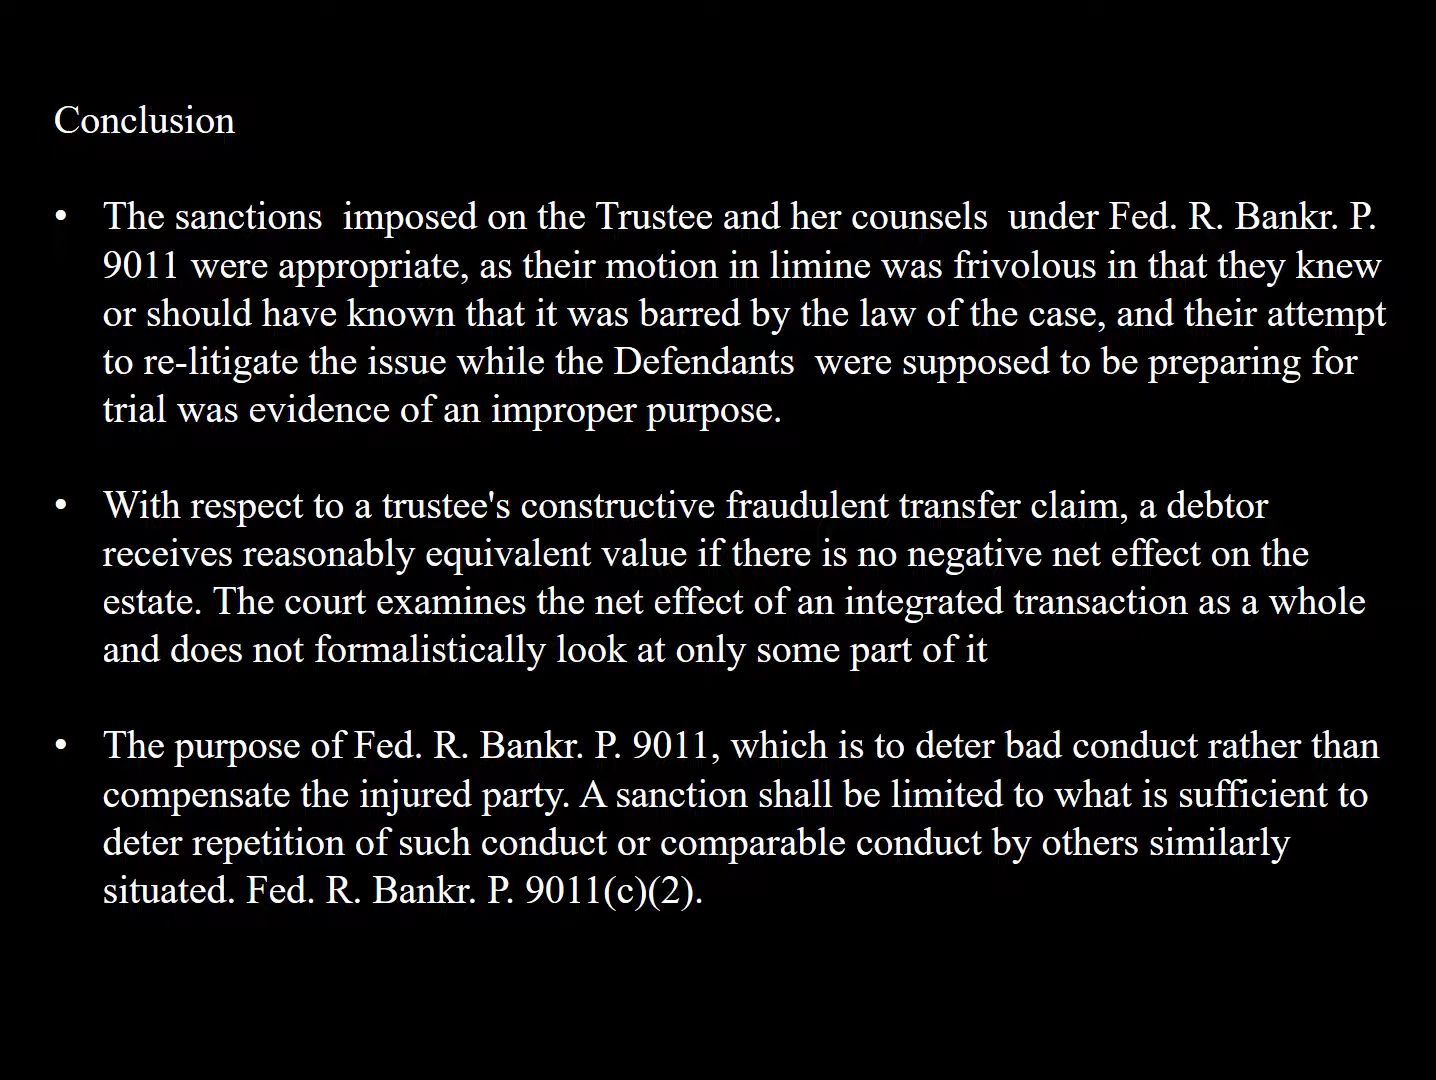 Conclusion
• The sanctions  imposed on the Trustee and her counsels  under Fed. R. Bankr. P.
9011 were appropriate, as their motion in limine was frivolous in that they knew
or should have known that it was barred by the law of the case, and their attempt
to re-litigate the issue while the Defendants  were supposed to be preparing for
trial was evidence of an improper purpose.
• With respect to a trustee's constructive fraudulent transfer claim, a debtor
receives reasonably equivalent value if there is no negative net effect on the
estate. The court examines the net effect of an integrated transaction as a whole
and does not formalistically look at only some part of it
• The purpose of Fed. R. Bankr. P. 9011, which is to deter bad conduct rather than
compensate the injured party. A sanction shall be limited to what is sufficient to
deter repetition of such conduct or comparable conduct by others similarly
situated. Fed. R. Bankr. P. 9011(c)(2).